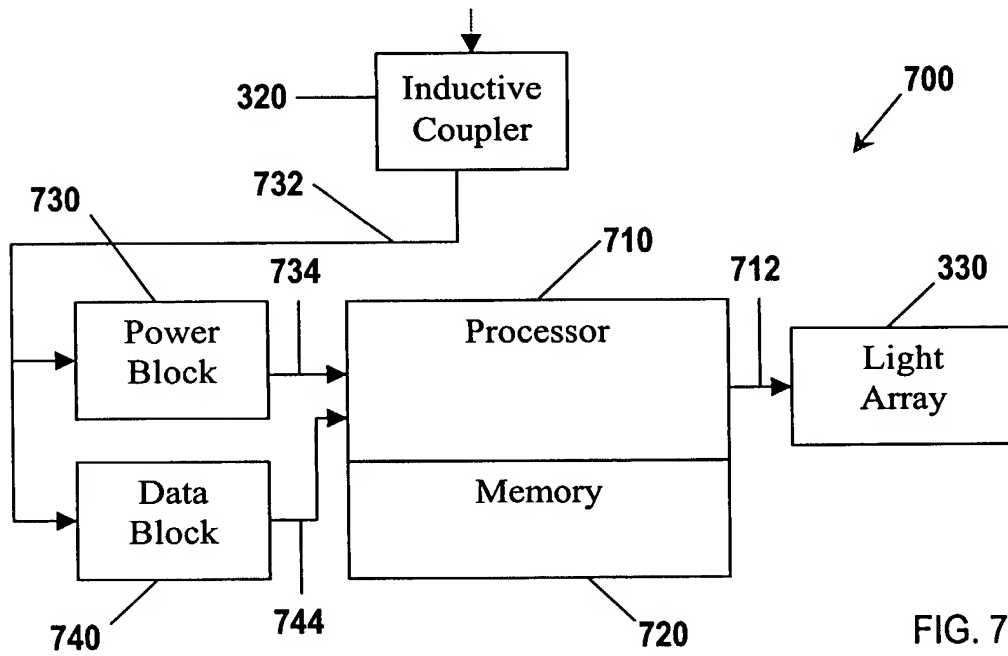 320
Inductive
Coupler
700
732
730
734
710
712
330
Power
Block
Processor
Light
Array
Data
Block
Memory
740
744
720
FIG. 7